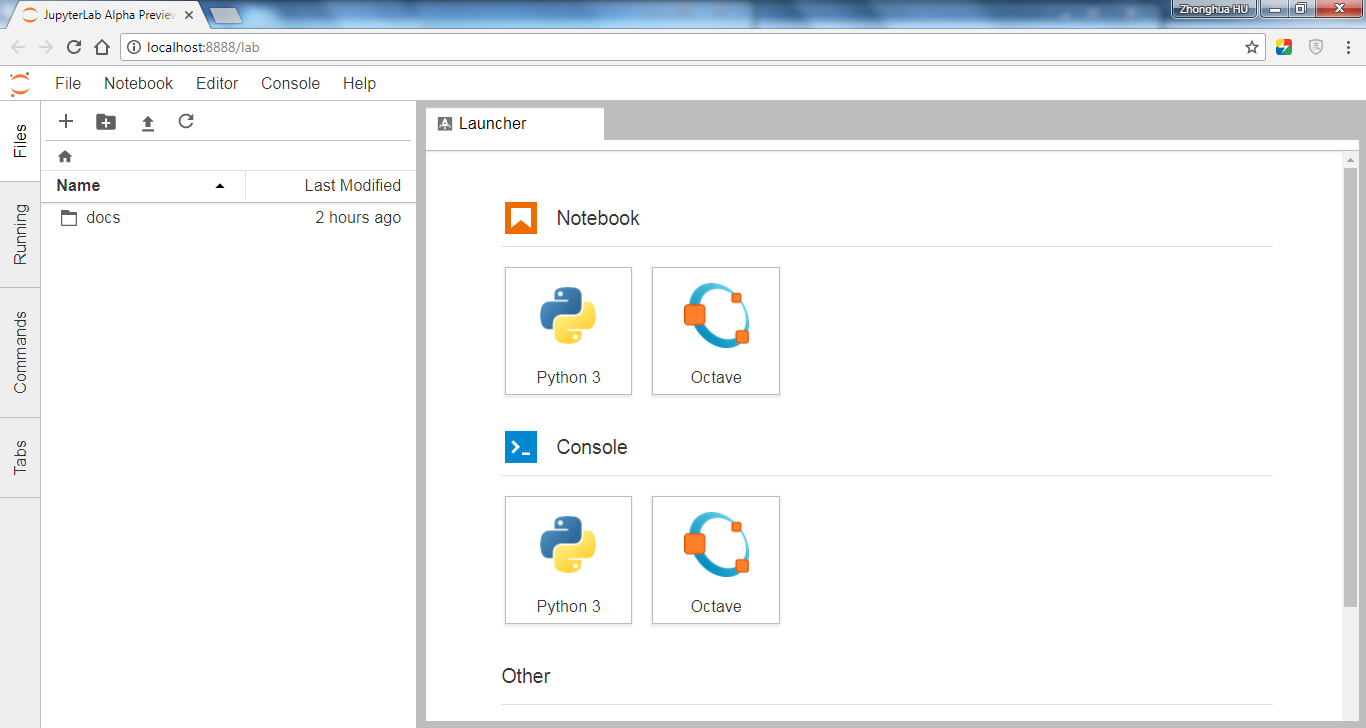 JupyterLab Alpha Preview
Zhonghua HU
localhost:8888/lab
File Notebook Editor Console Help
Files
Running
Commands
Tabs
Name Last Modified
docs 2 hours ago
Launcher
Notebook
Python 3 Octave
Console
Python 3 Octave
Other